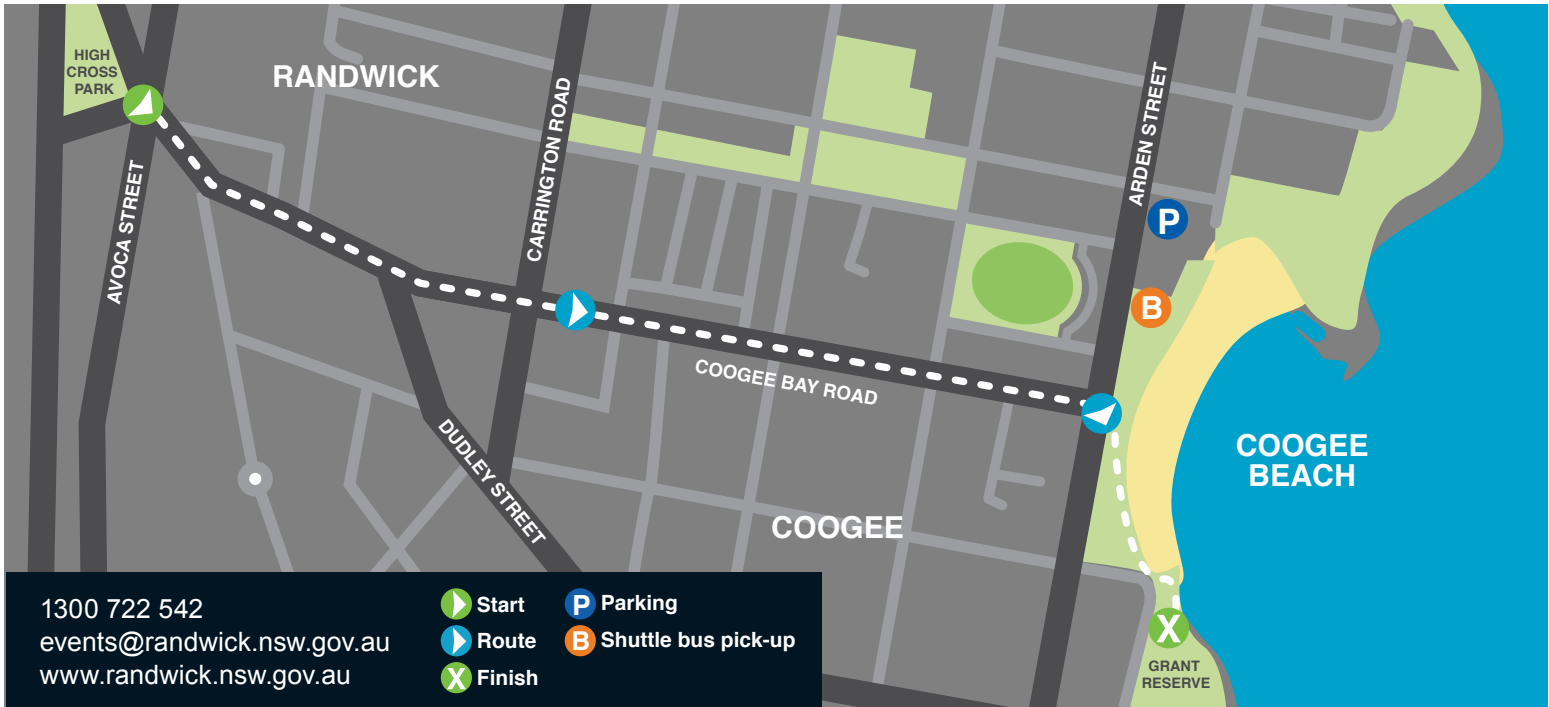 HIGH
CROSS
PARK
RANDWICK
AVOCA STREET
CARRINGTON ROAD
ARDEN STREET
P
B
COOGEE BAY ROAD
DUDLEY STREET
COOGEE
COOGEE
BEACH
X
GRANT
RESERVE
1300 722 542
events@randwick.nsw.gov.au
www.randwick.nsw.gov.au
Start
Route
X Finish
P Parking
B Shuttle bus pick-up